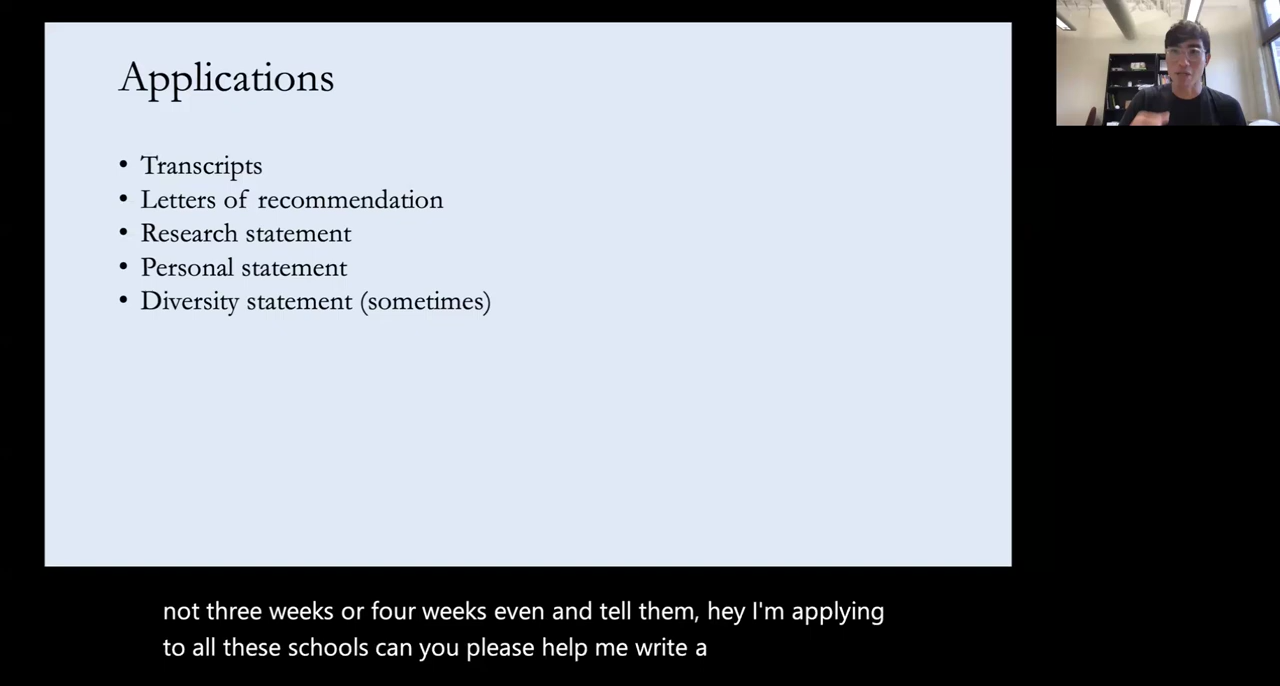 Applications
• Transcripts
• Letters of recommendation
• Research statement
• Personal statement
• Diversity statement (sometimes)
not three weeks or four weeks even and tell them, hey I'm applying
to all these schools can you please help me write a